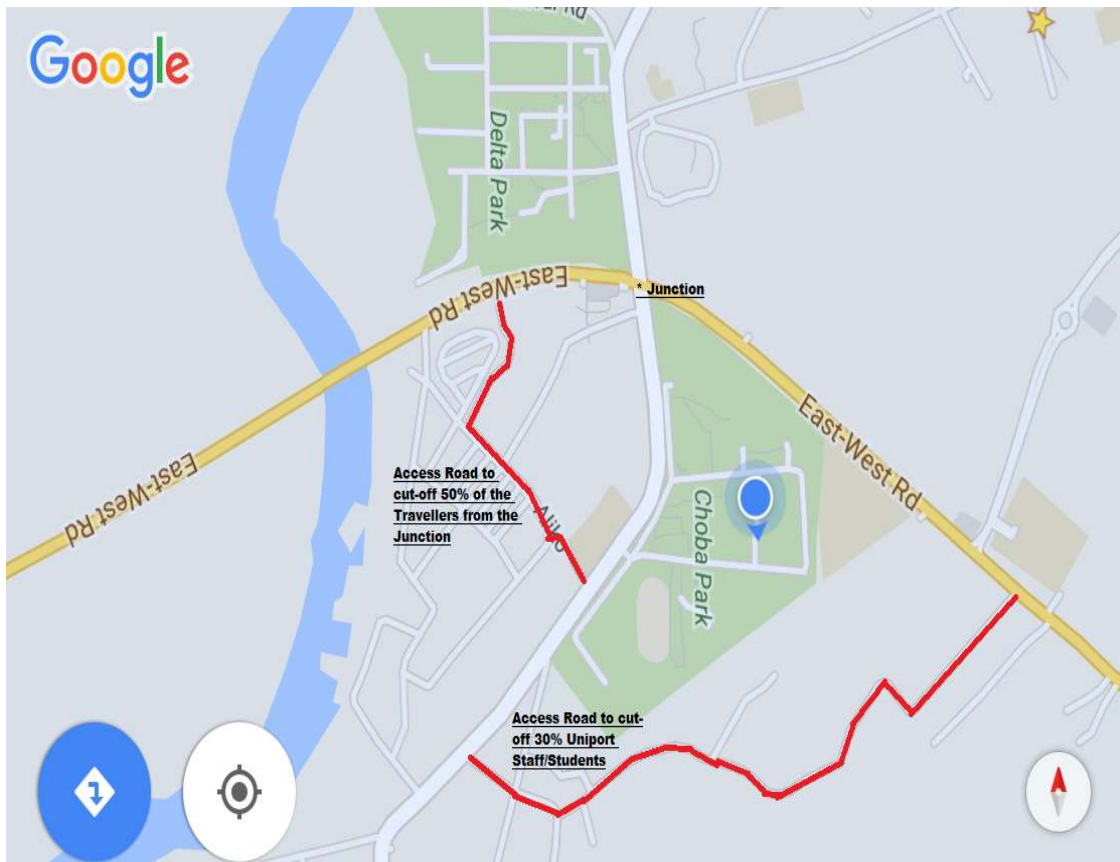 Google
Delta Park
East-West Rd
* Junction
East-West Rd
East-West Rd
Access Road to
cut-off 50% of the
Travellers from the
Junction
Aliko
Choba Park
Access Road to cut-
off 30% Uniport
Staff/Students